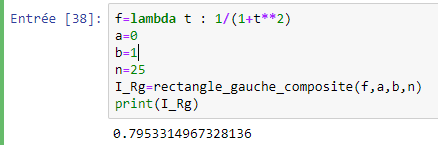 Entrée [38]: f=lambda t : 1/(1+t**2)
a=0
b=1
n=25
I_Rg=rectangle_gauche_composite(f,a,b,n)
print(I_Rg)
0.7953314967328136